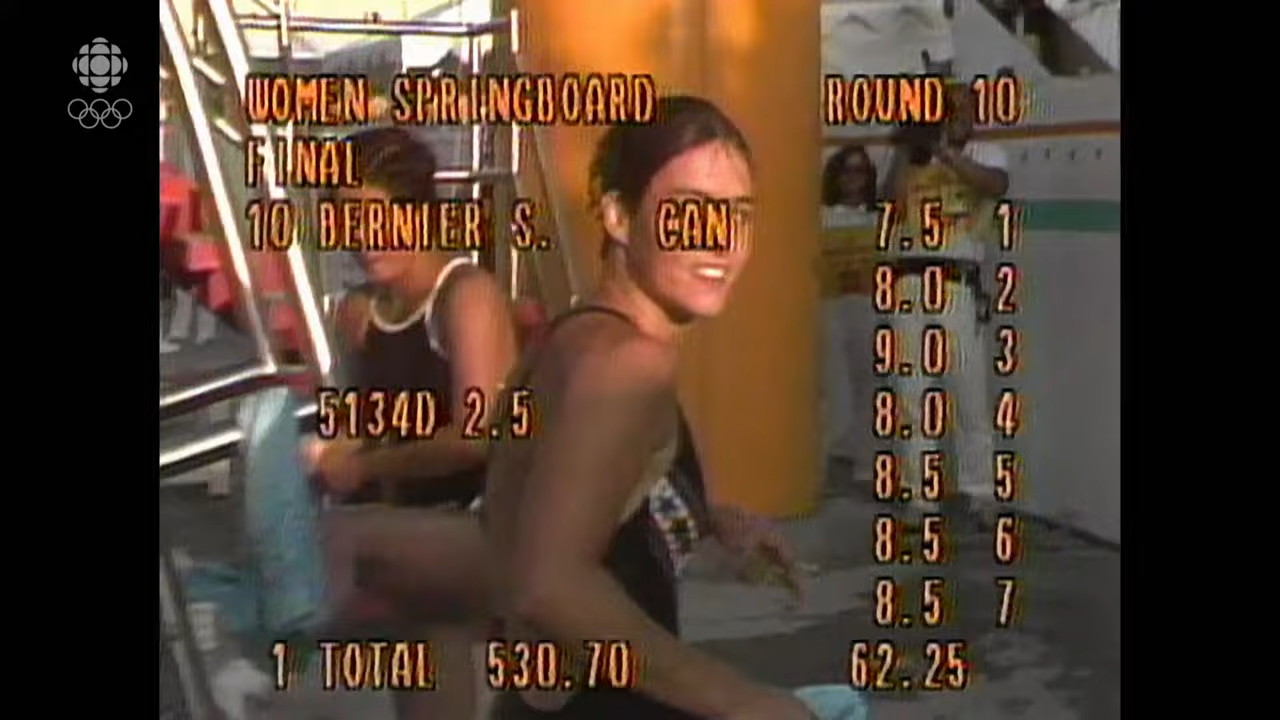 WOMEN SPRINGBOARD ROUND 10
FINAL
10 BERNIER S. CAN 7.5 1
8.0 2
9.0 3
8.0 4
5134D 2.5 8.5 5
8.5 6
8.5 7
1 TOTAL 530.70 62.25